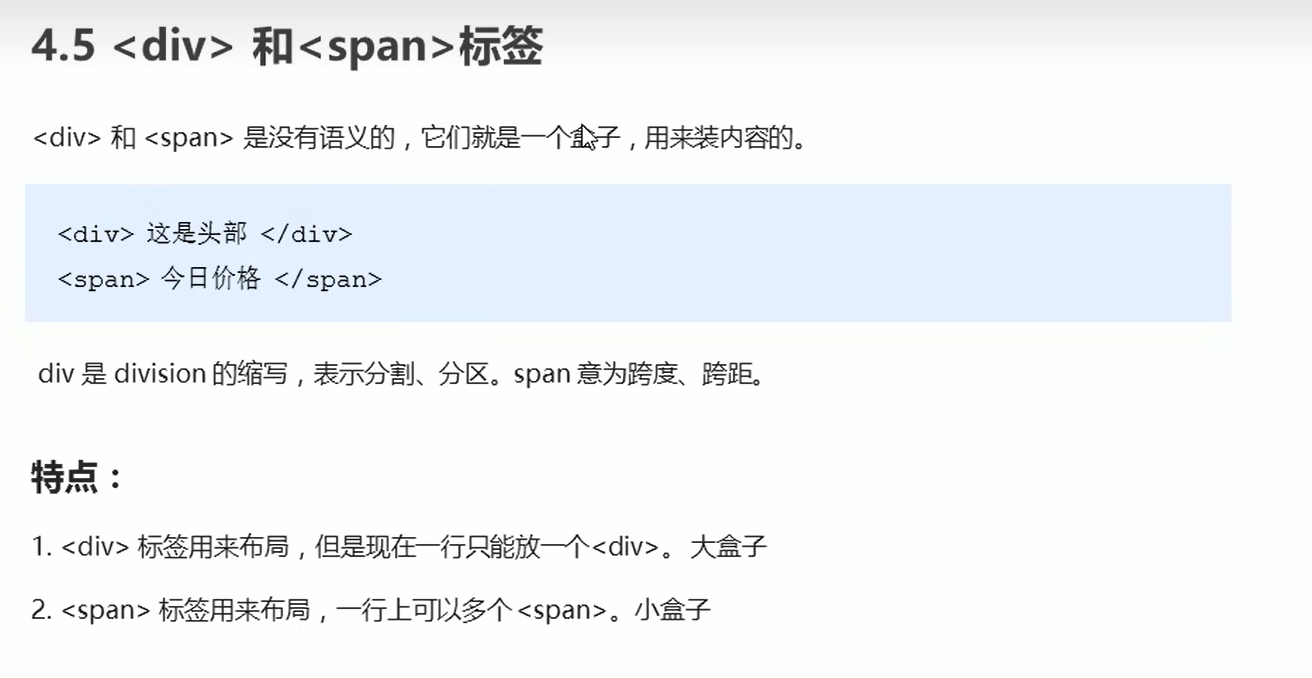 4.5 <div> 和<span>标签
<div> 和 <span> 是没有语义的，它们就是一个盒子，用来装内容的。
<div> 这是头部 </div>
<span> 今日价格 </span>
div 是 division 的缩写，表示分割、分区。span 意为跨度、跨距。
特点：
1. <div> 标签用来布局，但是现在一行只能放一个<div>。 大盒子
2. <span> 标签用来布局，一行上可以多个 <span>。小盒子